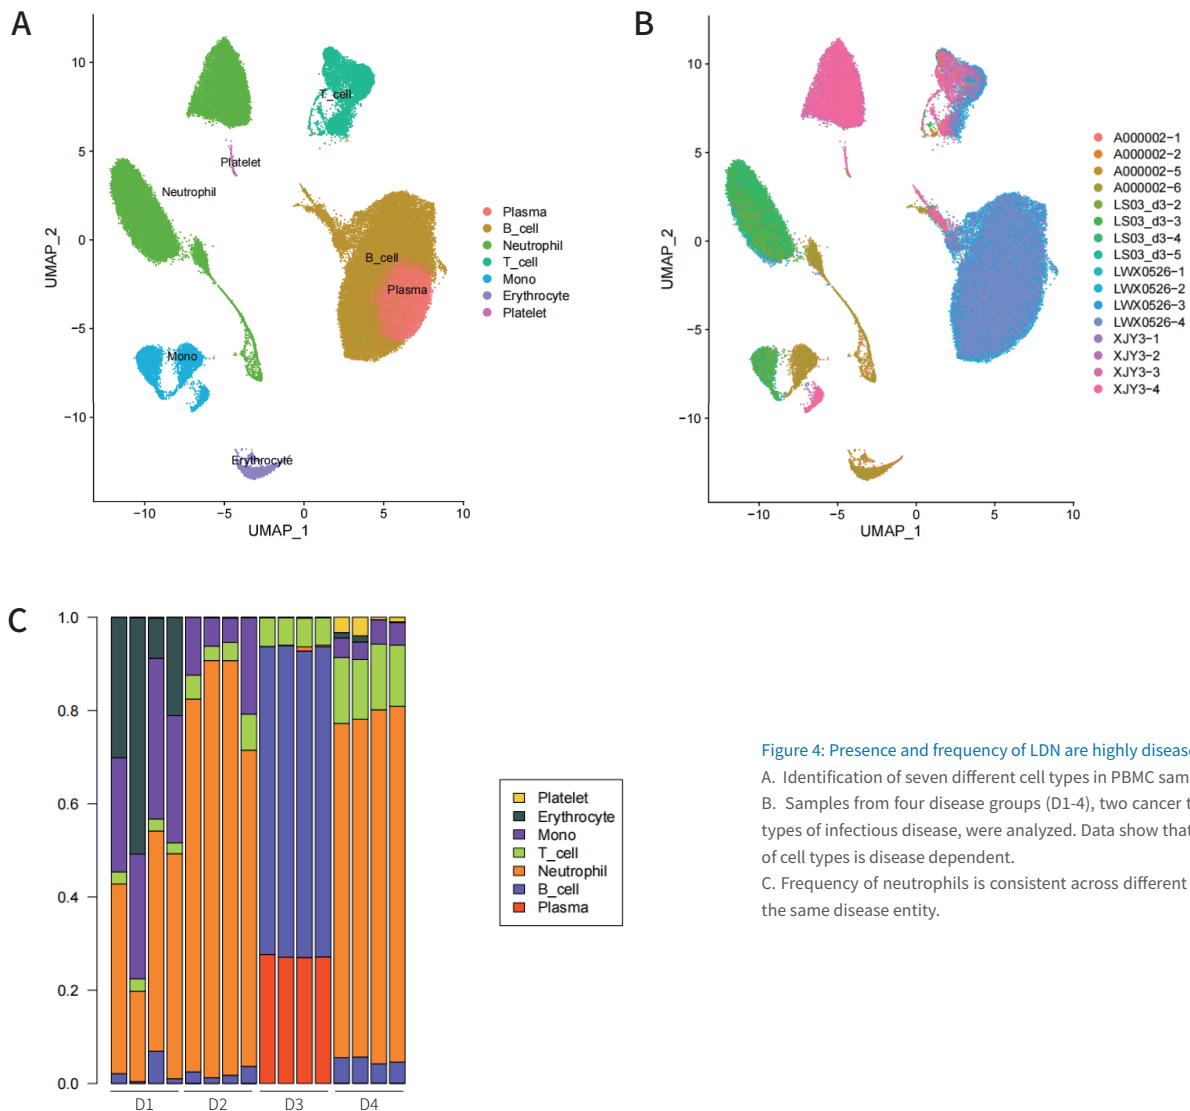 A
10
5
0
−5
−10
UMAP_2
−10
−5
0
5
10
UMAP_1
T_cell
Platelet
Neutrophil
B_cell
Plasma
Mono
Erythrocyte
Plasma
B_cell
Neutrophil
T_cell
Mono
Erythrocyte
Platelet
B
10
5
0
−5
−10
UMAP_2
−10
−5
0
5
10
UMAP_1
A000002−1
A000002−2
A000002−5
A000002−6
LS03_d3−2
LS03_d3−3
LS03_d3−4
LS03_d3−5
LWX0526−1
LWX0526−2
LWX0526−3
LWX0526−4
XJY3−1
XJY3−2
XJY3−3
XJY3−4
C
1.0
0.8
0.6
0.4
0.2
0.0
D1
D2
D3
D4
Platelet
Erythrocyte
Mono
T_cell
Neutrophil
B_cell
Plasma
Figure 4: Presence and frequency of LDN are highly disease
A. Identification of seven different cell types in PBMC sam
B. Samples from four disease groups (D1-4), two cancer t
types of infectious disease, were analyzed. Data show that
of cell types is disease dependent.
C. Frequency of neutrophils is consistent across different
the same disease entity.